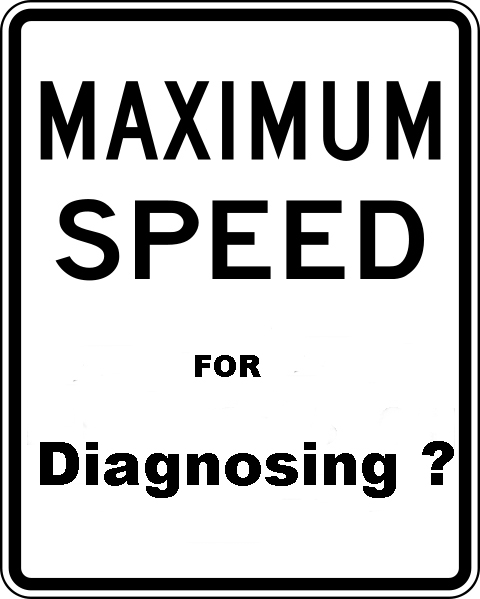 MAXIMUM
SPEED
FOR
Diagnosing ?